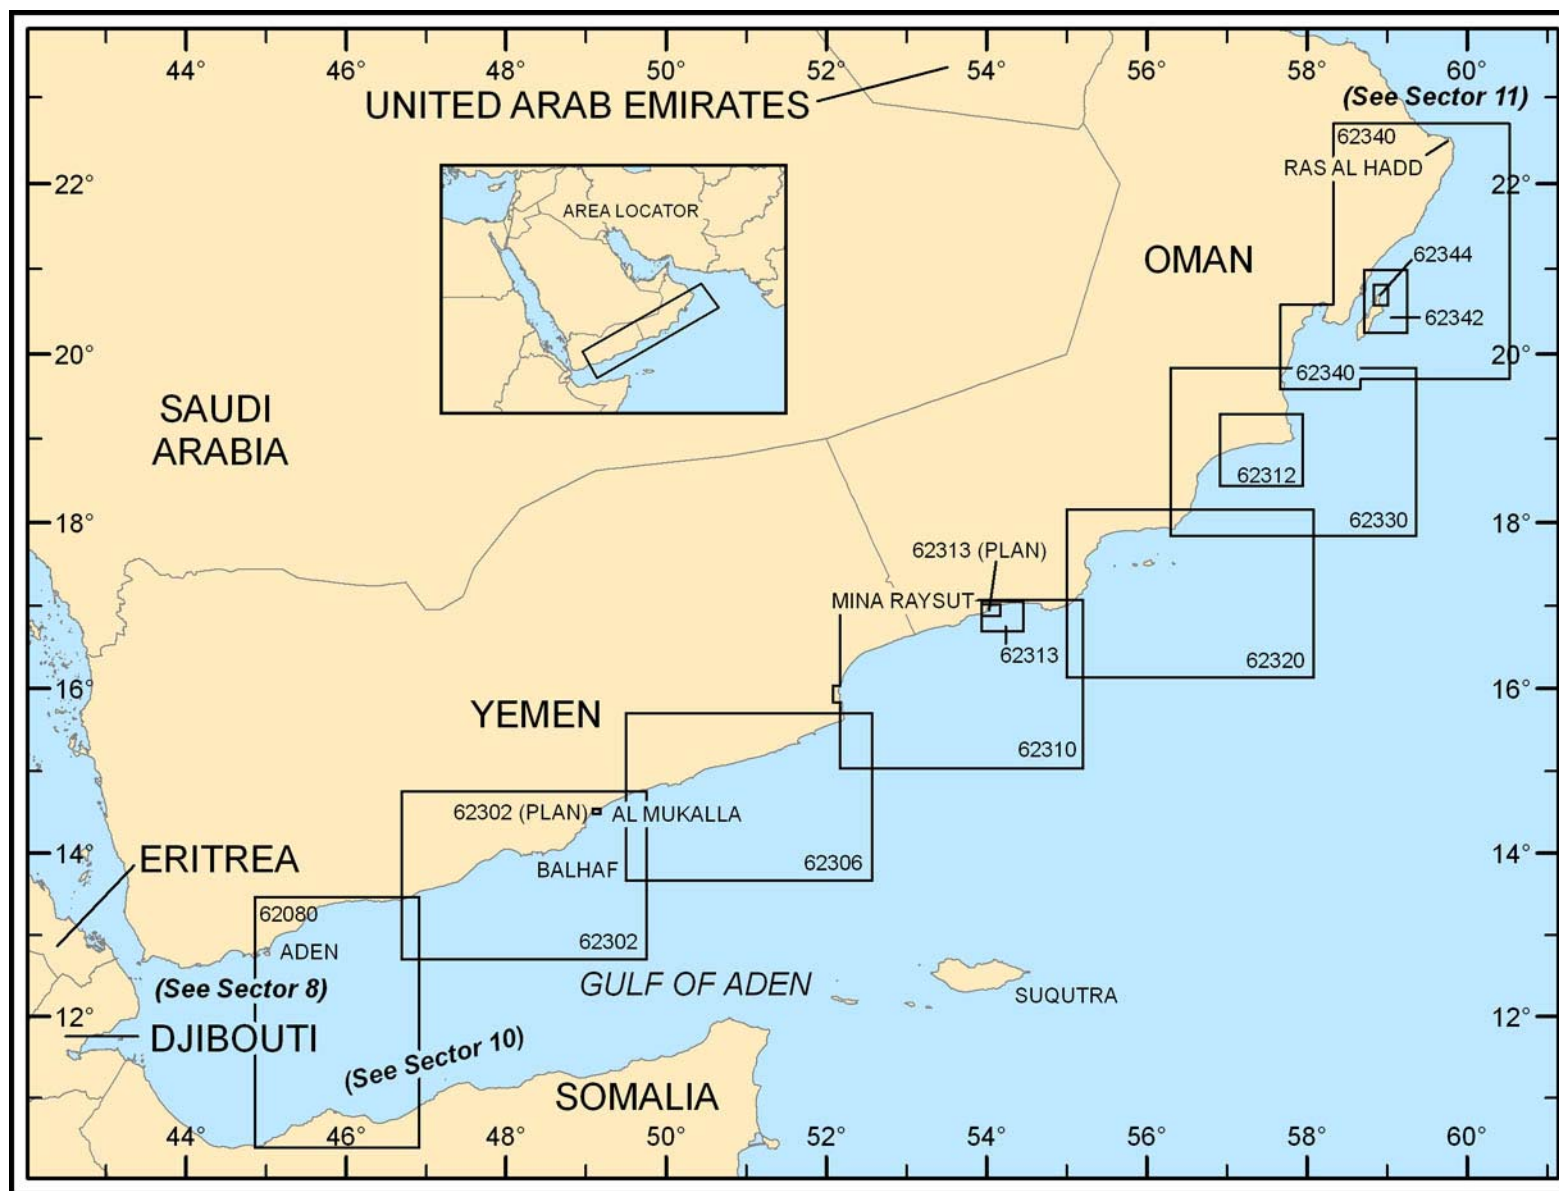 44° 46° 48° 50° 52° 54° 56° 58° 60°
UNITED ARAB EMIRATES
(See Sector 11)
62340
RAS AL HADD
22° 22°
AREA LOCATOR
OMAN
62344
62342
20° 20°
62340
SAUDI
ARABIA
62312
62330
18° 18°
62313 (PLAN)
MINA RAYSUT
62313
62320
16° 16°
YEMEN
62310
62302 (PLAN)
AL MUKALLA
14° 14°
ERITREA
BALHAF
62306
62080
ADEN
62302
GULF OF ADEN
(See Sector 8)
SUQUTRA
12° 12°
DJIBOUTI
(See Sector 10)
SOMALIA
44° 46° 48° 50° 52° 54° 56° 58° 60°